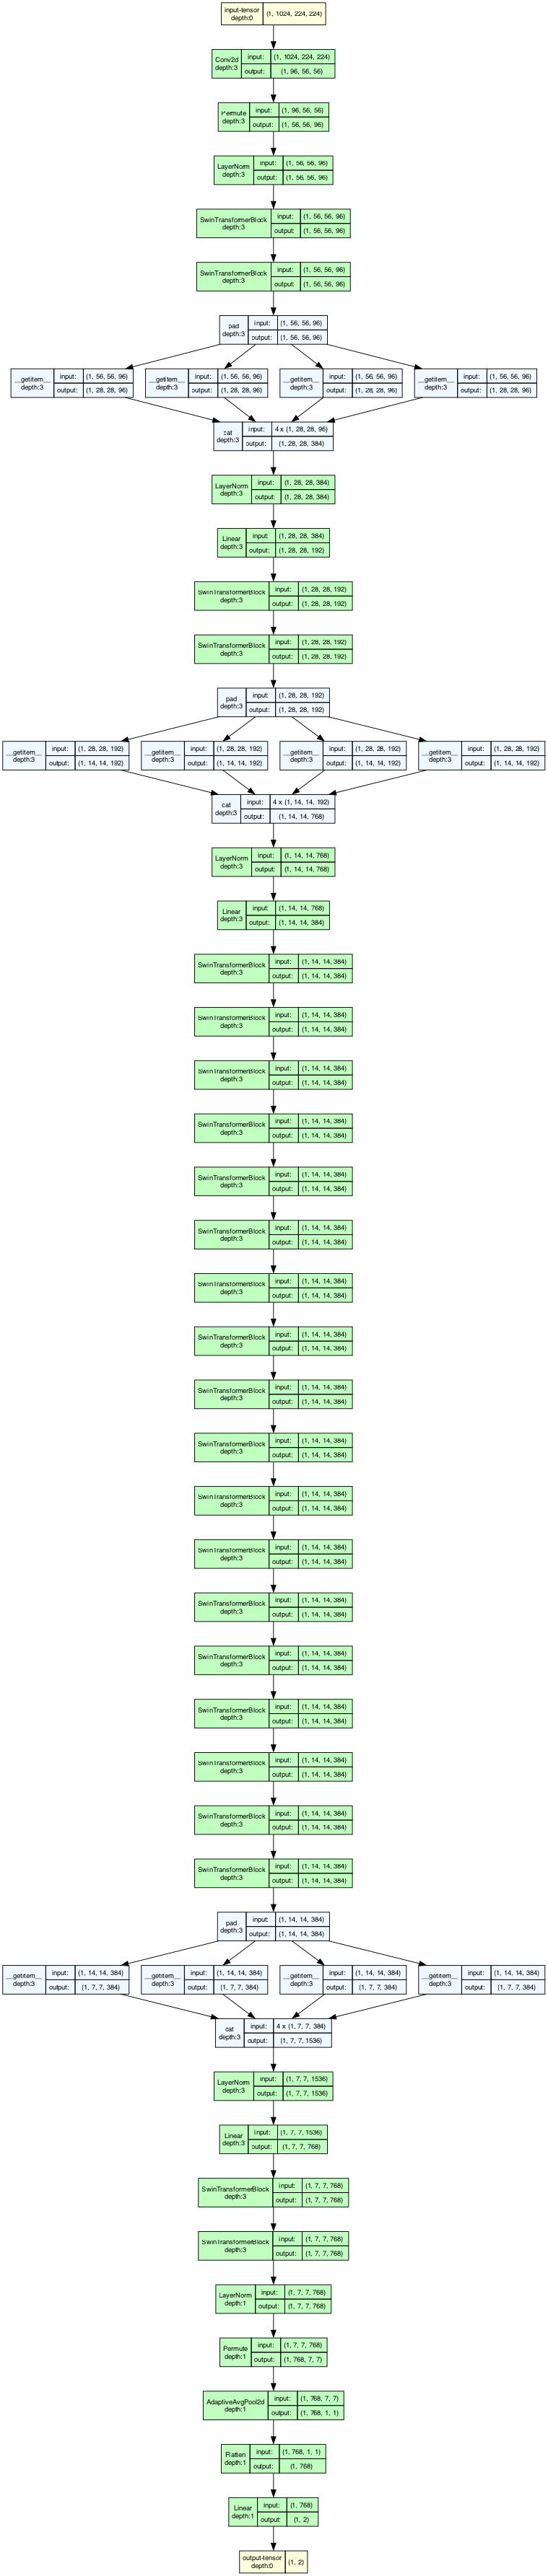 input-tensor
depth:0
(1, 1024, 224, 224)
Conv2d
depth:3
input: (1, 1024, 224, 224)
output: (1, 96, 56, 56)
Permute
depth:3
input: (1, 96, 56, 56)
output: (1, 56, 56, 96)
LayerNorm
depth:3
input: (1, 56, 56, 96)
output: (1, 56, 56, 96)
SwinTransformerBlock
depth:3
input: (1, 56, 56, 96)
output: (1, 56, 56, 96)
SwinTransformerBlock
depth:3
input: (1, 56, 56, 96)
output: (1, 56, 56, 96)
pad
depth:3
input: (1, 56, 56, 96)
output: (1, 56, 56, 96)
__getitem__
depth:3
input: (1, 56, 56, 96)
output: (1, 28, 28, 96)
__getitem__
depth:3
input: (1, 56, 56, 96)
output: (1, 28, 28, 96)
__getitem__
depth:3
input: (1, 56, 56, 96)
output: (1, 28, 28, 96)
__getitem__
depth:3
input: (1, 56, 56, 96)
output: (1, 28, 28, 96)
cat
depth:3
input: 4 x (1, 28, 28, 96)
output: (1, 28, 28, 384)
LayerNorm
depth:3
input: (1, 28, 28, 384)
output: (1, 28, 28, 384)
Linear
depth:3
input: (1, 28, 28, 384)
output: (1, 28, 28, 192)
SwinTransformerBlock
depth:3
input: (1, 28, 28, 192)
output: (1, 28, 28, 192)
SwinTransformerBlock
depth:3
input: (1, 28, 28, 192)
output: (1, 28, 28, 192)
pad
depth:3
input: (1, 28, 28, 192)
output: (1, 28, 28, 192)
__getitem__
depth:3
input: (1, 28, 28, 192)
output: (1, 14, 14, 192)
__getitem__
depth:3
input: (1, 28, 28, 192)
output: (1, 14, 14, 192)
__getitem__
depth:3
input: (1, 28, 28, 192)
output: (1, 14, 14, 192)
__getitem__
depth:3
input: (1, 28, 28, 192)
output: (1, 14, 14, 192)
cat
depth:3
input: 4 x (1, 14, 14, 192)
output: (1, 14, 14, 768)
LayerNorm
depth:3
input: (1, 14, 14, 768)
output: (1, 14, 14, 768)
Linear
depth:3
input: (1, 14, 14, 768)
output: (1, 14, 14, 384)
SwinTransformerBlock
depth:3
input: (1, 14, 14, 384)
output: (1, 14, 14, 384)
SwinTransformerBlock
depth:3
input: (1, 14, 14, 384)
output: (1, 14, 14, 384)
SwinTransformerBlock
depth:3
input: (1, 14, 14, 384)
output: (1, 14, 14, 384)
SwinTransformerBlock
depth:3
input: (1, 14, 14, 384)
output: (1, 14, 14, 384)
SwinTransformerBlock
depth:3
input: (1, 14, 14, 384)
output: (1, 14, 14, 384)
SwinTransformerBlock
depth:3
input: (1, 14, 14, 384)
output: (1, 14, 14, 384)
SwinTransformerBlock
depth:3
input: (1, 14, 14, 384)
output: (1, 14, 14, 384)
SwinTransformerBlock
depth:3
input: (1, 14, 14, 384)
output: (1, 14, 14, 384)
SwinTransformerBlock
depth:3
input: (1, 14, 14, 384)
output: (1, 14, 14, 384)
SwinTransformerBlock
depth:3
input: (1, 14, 14, 384)
output: (1, 14, 14, 384)
SwinTransformerBlock
depth:3
input: (1, 14, 14, 384)
output: (1, 14, 14, 384)
SwinTransformerBlock
depth:3
input: (1, 14, 14, 384)
output: (1, 14, 14, 384)
SwinTransformerBlock
depth:3
input: (1, 14, 14, 384)
output: (1, 14, 14, 384)
SwinTransformerBlock
depth:3
input: (1, 14, 14, 384)
output: (1, 14, 14, 384)
SwinTransformerBlock
depth:3
input: (1, 14, 14, 384)
output: (1, 14, 14, 384)
SwinTransformerBlock
depth:3
input: (1, 14, 14, 384)
output: (1, 14, 14, 384)
SwinTransformerBlock
depth:3
input: (1, 14, 14, 384)
output: (1, 14, 14, 384)
SwinTransformerBlock
depth:3
input: (1, 14, 14, 384)
output: (1, 14, 14, 384)
pad
depth:3
input: (1, 14, 14, 384)
output: (1, 14, 14, 384)
__getitem__
depth:3
input: (1, 14, 14, 384)
output: (1, 7, 7, 384)
__getitem__
depth:3
input: (1, 14, 14, 384)
output: (1, 7, 7, 384)
__getitem__
depth:3
input: (1, 14, 14, 384)
output: (1, 7, 7, 384)
__getitem__
depth:3
input: (1, 14, 14, 384)
output: (1, 7, 7, 384)
cat
depth:3
input: 4 x (1, 7, 7, 384)
output: (1, 7, 7, 1536)
LayerNorm
depth:3
input: (1, 7, 7, 1536)
output: (1, 7, 7, 1536)
Linear
depth:3
input: (1, 7, 7, 1536)
output: (1, 7, 7, 768)
SwinTransformerBlock
depth:3
input: (1, 7, 7, 768)
output: (1, 7, 7, 768)
SwinTransformerBlock
depth:3
input: (1, 7, 7, 768)
output: (1, 7, 7, 768)
LayerNorm
depth:1
input: (1, 7, 7, 768)
output: (1, 7, 7, 768)
Permute
depth:1
input: (1, 7, 7, 768)
output: (1, 768, 7, 7)
AdaptiveAvgPool2d
depth:1
input: (1, 768, 7, 7)
output: (1, 768, 1, 1)
Flatten
depth:1
input: (1, 768, 1, 1)
output: (1, 768)
Linear
depth:1
input: (1, 768)
output: (1, 2)
output-tensor
depth:0
(1, 2)